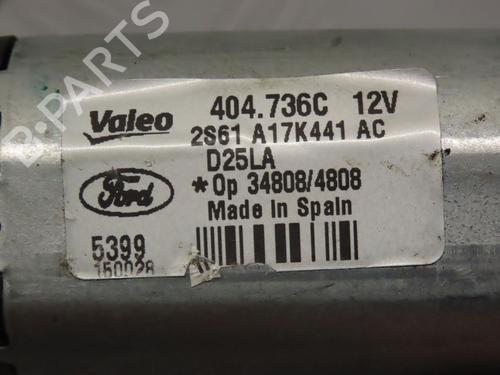 B-PARTS
Valeo 404.736C 12V
2S61 A17K441 AC
D25LA
Ford *Op 34808/4808
Made in Spain
5399
150028